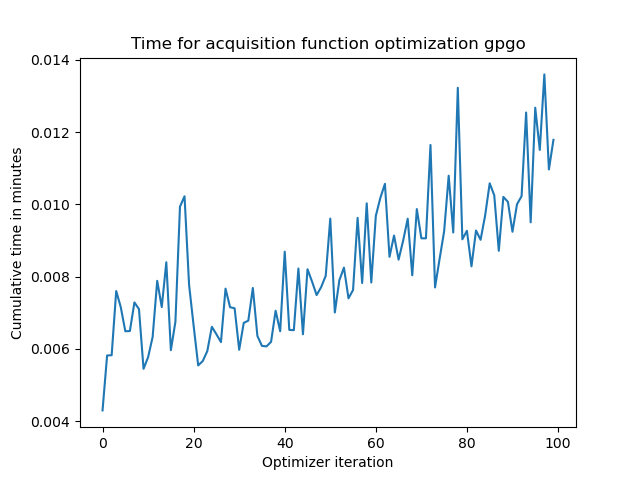 Time for acquisition function optimization gpgo
0.014
0.012
0.010
0.008
0.006
0.004
Cumulative time in minutes
0 20 40 60 80 100
Optimizer iteration